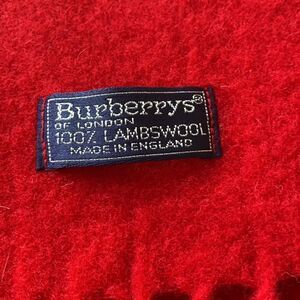 Burberrys®
OF LONDON
100% LAMBSWOOL
MADE IN ENGLAND